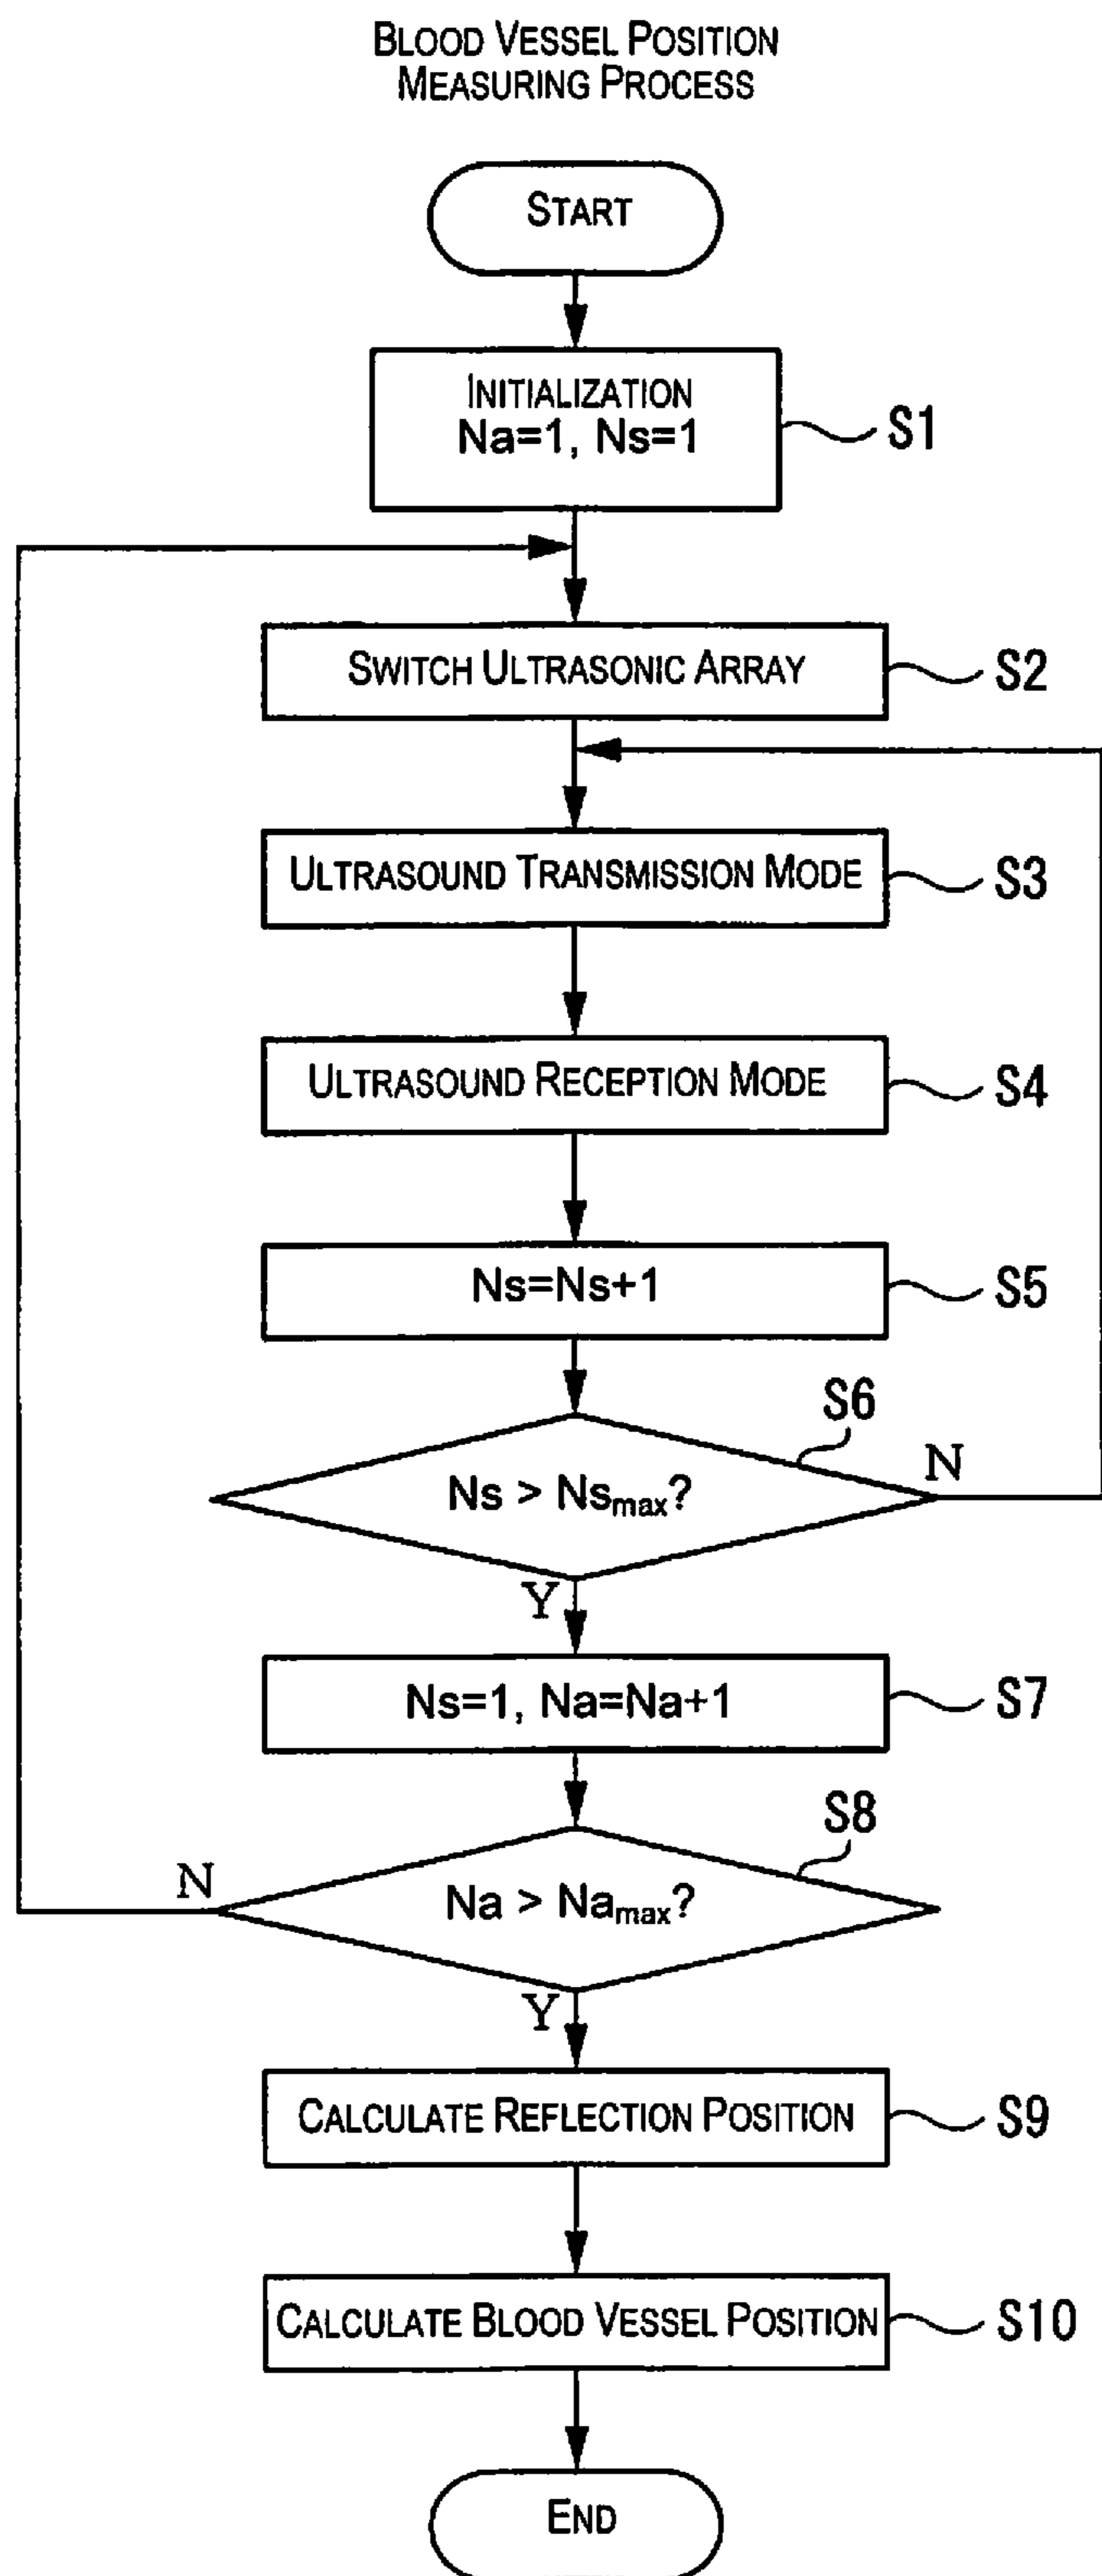 BLOOD VESSEL POSITION
MEASURING PROCESS
START
INITIALIZATION
Na=1, Ns=1
S1
SWITCH ULTRASONIC ARRAY
S2
ULTRASOUND TRANSMISSION MODE
S3
ULTRASOUND RECEPTION MODE
S4
Ns=Ns+1
S5
S6
Ns > Nsmax?
N
Y
Ns=1, Na=Na+1
S7
S8
N
Na > Namax?
Y
CALCULATE REFLECTION POSITION
S9
CALCULATE BLOOD VESSEL POSITION
S10
END